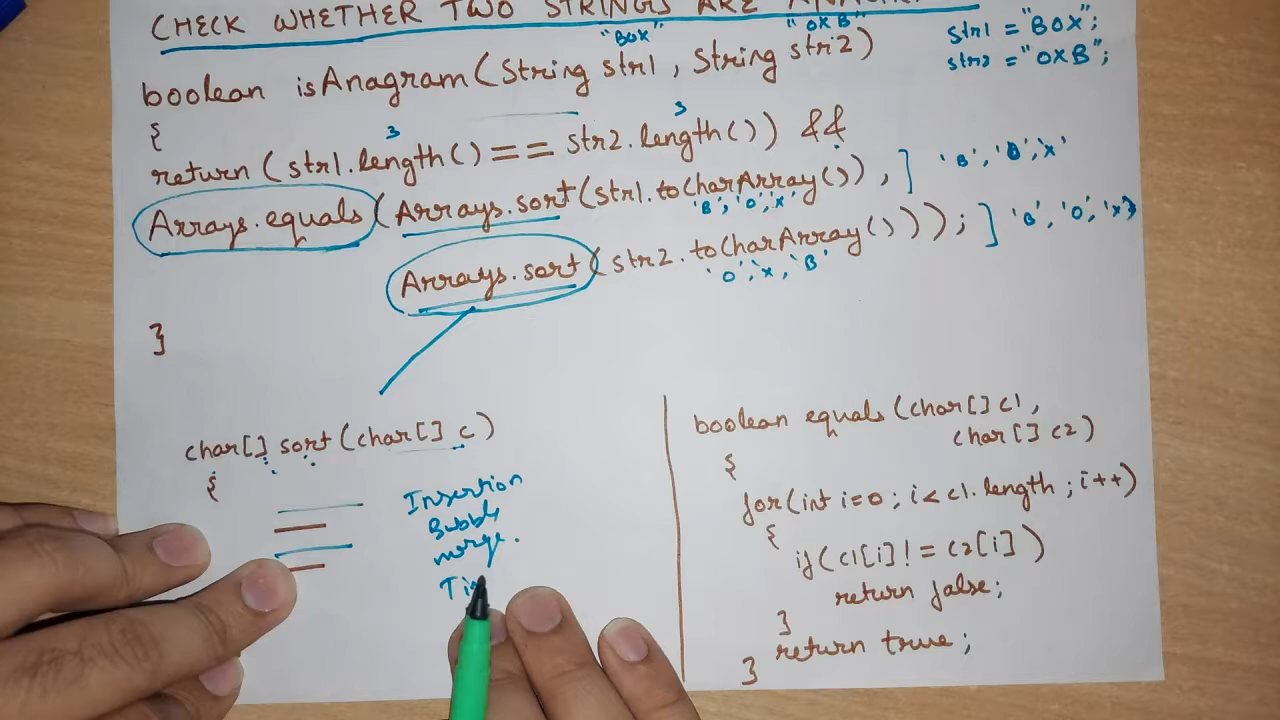 CHECK WHETHER TWO STRINGS ARE
"BOX" "OXB"
str1 = "BOX";
str2 = "OXB";
boolean isAnagram(String str1, String str2)
{
3 3
return(str1.length()==str2.length()) &&
Arrays.equals(Arrays.sort(str1.toCharArray()), ] 'B','O','X'
'B','O','X'
Arrays.sort(str2.toCharArray())); ] 'B','O','X'
'O','X','B'
}
char[] sort(char[] c)
{
Insertion
Bubble
merge.
boolean equals(char[] c1,
char[] c2)
{
for(int i=0; i<c1.length; i++)
{
if(c1[i]!=c2[i])
return false;
}
return true;
}